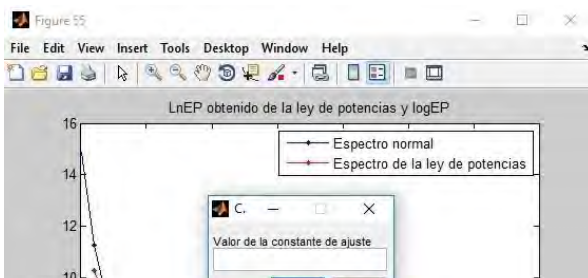 Figure 55
File Edit View Insert Tools Desktop Window Help
LnEP obtenido de la ley de potencias y logEP
16
Espectro normal
Espectro de la ley de potencias
14
C.
12
Valor de la constante de ajuste
10